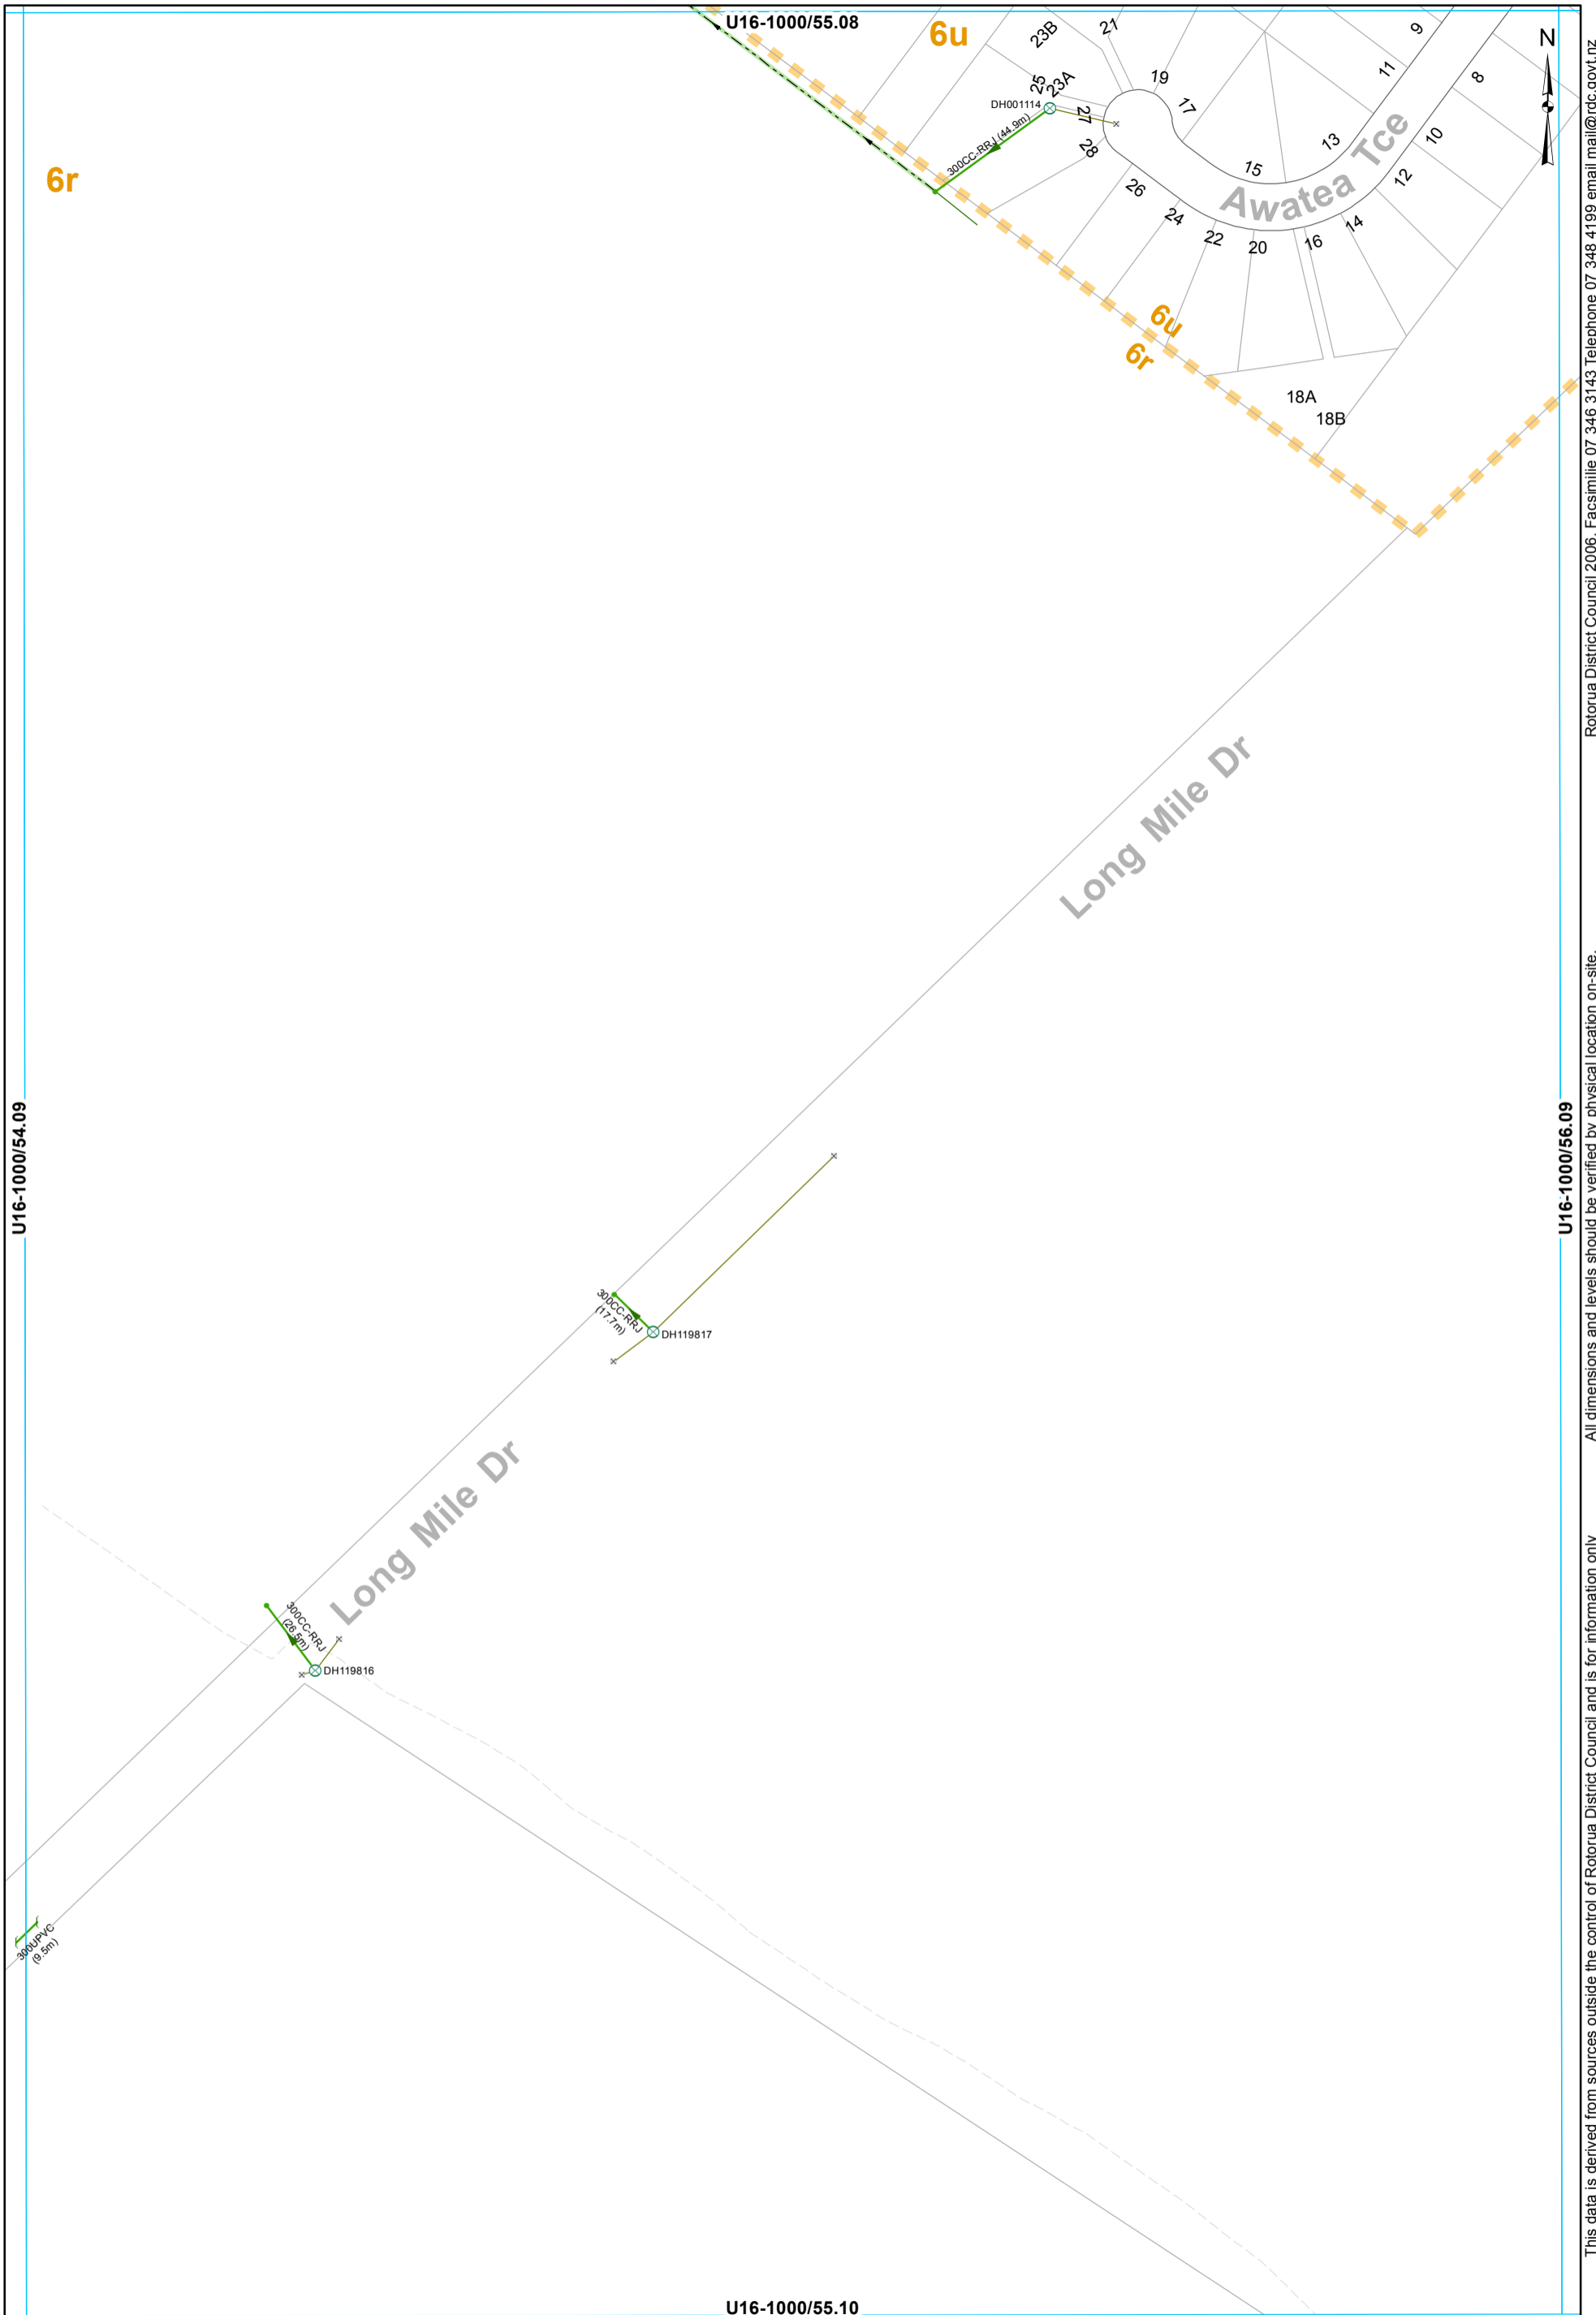 U16-1000/55.08
6u
6r
N
23B
21
25
23A
19
27
17
28
9
11
8
13
10
15
12
14
16
20
22
24
26
DH001114
300CC-RRJ (44.9m)
Awatea Tce
6u
6r
18A
18B
Long Mile Dr
U16-1000/54.09
U16-1000/56.09
300CC-RRJ
(17.7m)
DH119817
Long Mile Dr
300CC-RRJ
(26.5m)
DH119816
300UPVC
(9.5m)
U16-1000/55.10
This data is derived from sources outside the control of Rotorua District Council and is for information only
All dimensions and levels should be verified by physical location on-site.
Rotorua District Council 2006. Facsimilie 07 346 3143 Telephone 07 348 4199 email mail@rdc.govt.nz